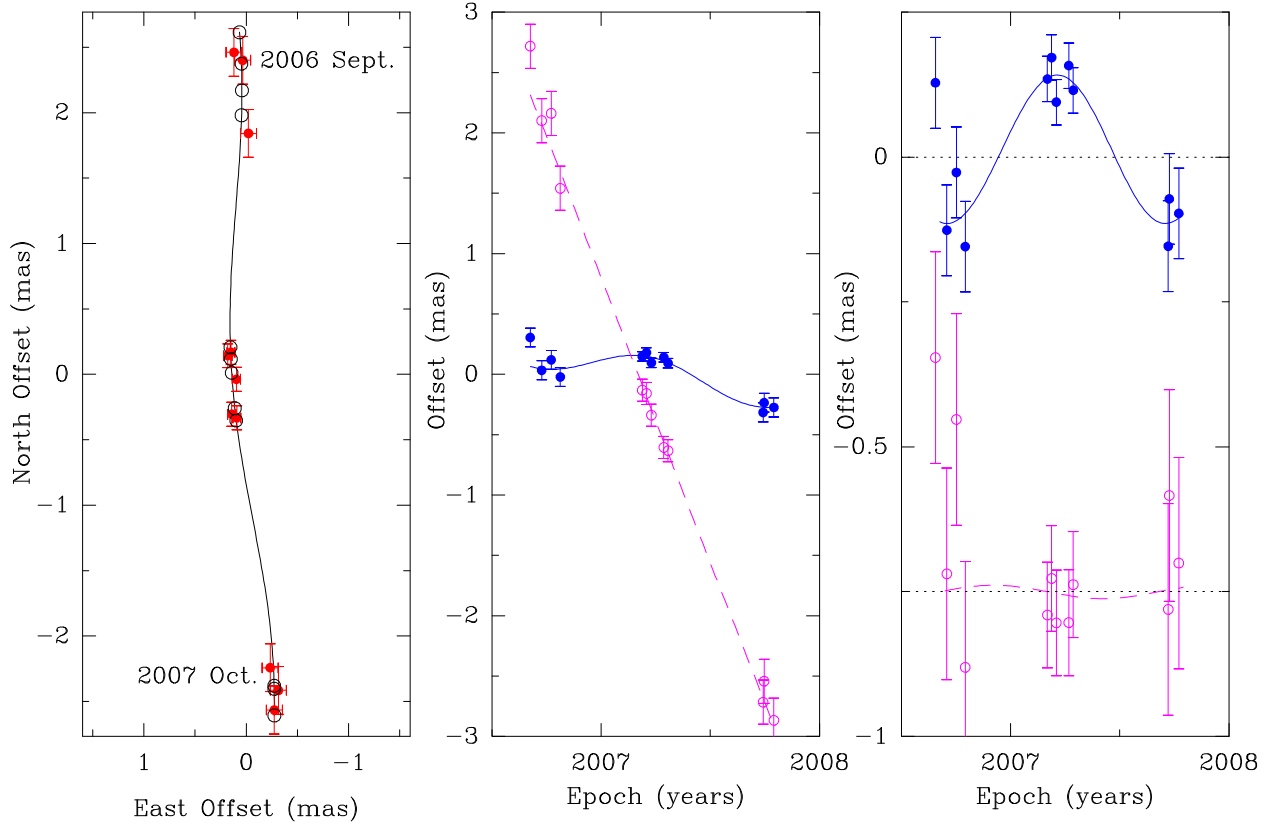 2006 Sept.
2007 Oct.
2
1
0
−1
−2
North Offset (mas)
1 0 −1
East Offset (mas)
3
2
1
0
−1
−2
−3
Offset (mas)
2007 2008
Epoch (years)
0
−0.5
−1
Offset (mas)
2007 2008
Epoch (years)